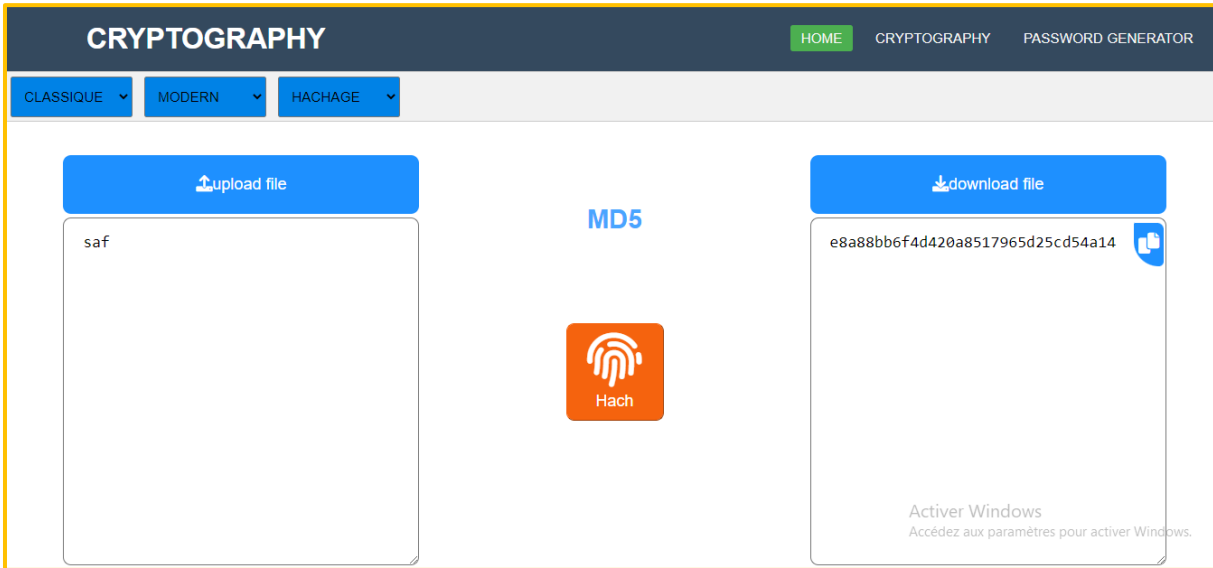 CRYPTOGRAPHY
HOME CRYPTOGRAPHY PASSWORD GENERATOR
CLASSIQUE MODERN HACHAGE
upload file
saf
MD5
Hach
download file
e8a88bb6f4d420a8517965d25cd54a14
Activer Windows
Accédez aux paramètres pour activer Windows.